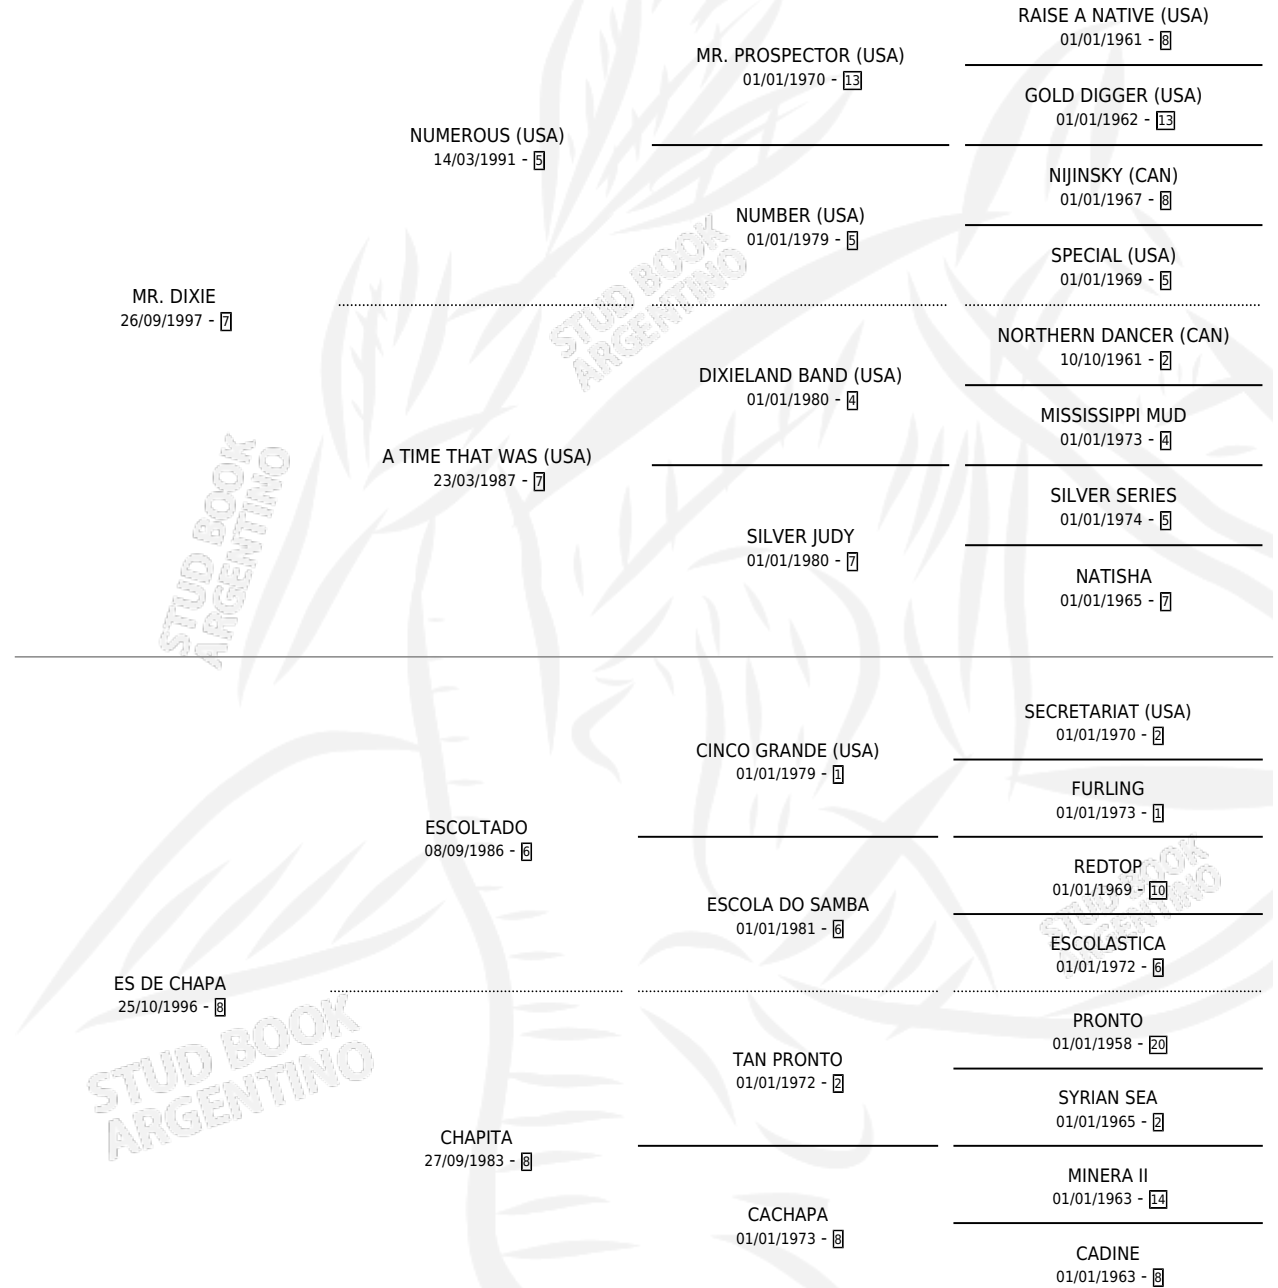 RAISE A NATIVE (USA)
01/01/1961 - 8
MR. PROSPECTOR (USA)
01/01/1970 - 13
GOLD DIGGER (USA)
01/01/1962 - 13
NUMEROUS (USA)
14/03/1991 - 5
NIJINSKY (CAN)
01/01/1967 - 8
NUMBER (USA)
01/01/1979 - 5
SPECIAL (USA)
01/01/1969 - 5
MR. DIXIE
26/09/1997 - 7
NORTHERN DANCER (CAN)
10/10/1961 - 2
DIXIELAND BAND (USA)
01/01/1980 - 4
MISSISSIPPI MUD
01/01/1973 - 4
A TIME THAT WAS (USA)
23/03/1987 - 7
SILVER SERIES
01/01/1974 - 5
SILVER JUDY
01/01/1980 - 7
NATISHA
01/01/1965 - 7
SECRETARIAT (USA)
01/01/1970 - 2
CINCO GRANDE (USA)
01/01/1979 - 1
FURLING
01/01/1973 - 1
ESCOLTADO
08/09/1986 - 6
REDTOP
01/01/1969 - 10
ESCOLA DO SAMBA
01/01/1981 - 6
ESCOLASTICA
01/01/1972 - 6
ES DE CHAPA
25/10/1996 - 8
PRONTO
01/01/1958 - 20
TAN PRONTO
01/01/1972 - 2
SYRIAN SEA
01/01/1965 - 2
CHAPITA
27/09/1983 - 8
MINERA II
01/01/1963 - 14
CACHAPA
01/01/1973 - 8
CADINE
01/01/1963 - 8
STUD BOOK
ARGENTINO
STUD BOOK
ARGENTINO
STUD BOOK
ARGENTINO
STUD BOOK
ARGENTINO